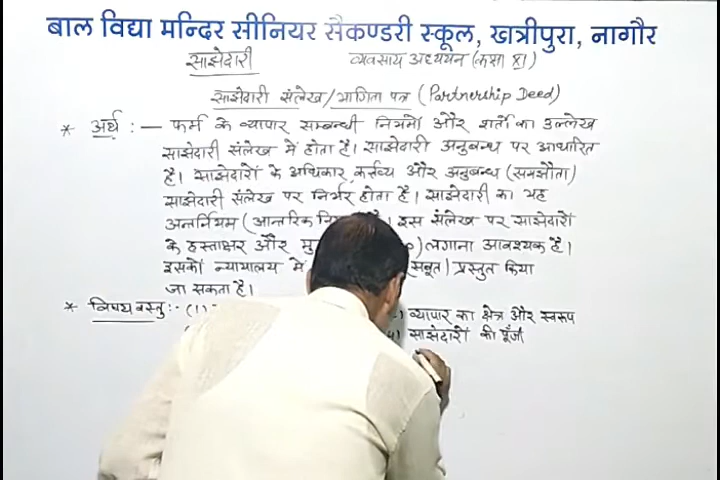 बाल विद्या मन्दिर सीनियर सैकण्डरी स्कूल, खत्रीपुरा, नागौर
साझेदारी व्यवसाय अध्ययन (कक्षा XI)
साझेदारी संलेख/भागिता पत्र (Partnership Deed)
* अर्थ :— फर्म के व्यापार सम्बन्धी नियमों और शर्तों का उल्लेख
साझेदारी संलेख में होता है। साझेदारी अनुबन्ध पर आधारित
है। साझेदारों के अधिकार, कर्त्तव्य और अनुबन्ध (समझौता)
साझेदारी संलेख पर निर्भर होता है। साझेदारी का यह
अन्तर्नियम (आन्तरिक इस संलेख पर साझेदारों
के हस्ताक्षर और लगाना आवश्यक है।
इसको न्यायालय में सबूत) प्रस्तुत किया
जा सकता है।
* विषय वस्तु :- (1) व्यापार का क्षेत्र और स्वरूप
साझेदारों की पूँजी